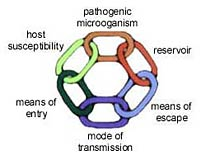 pathogenic
microoganism
host
susceptibility
reservoir
means of
entry
means of
escape
mode of
transmission